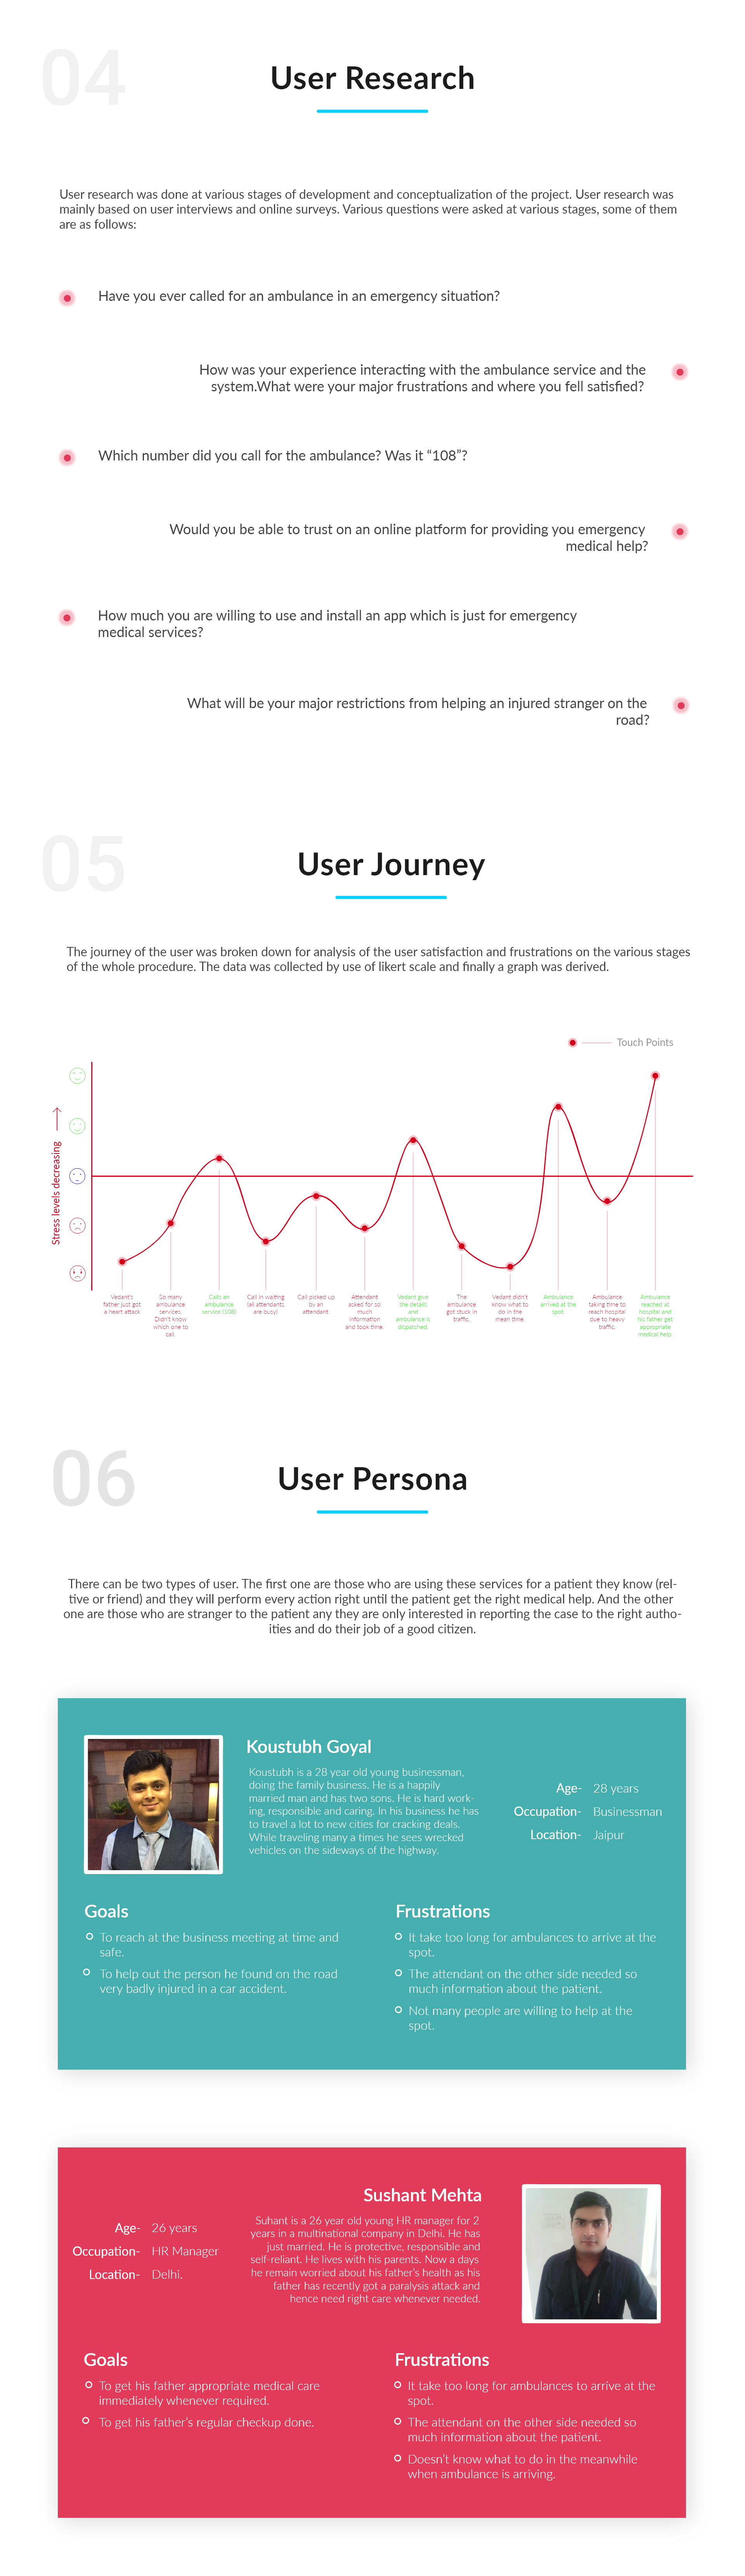 04
User Research
User research was done at various stages of development and conceptualization of the project. User research was
mainly based on user interviews and online surveys. Various questions were asked at various stages, some of them
are as follows:
Have you ever called for an ambulance in an emergency situation?
How was your experience interacting with the ambulance service and the
system.What were your major frustrations and where you fell satisfied?
Which number did you call for the ambulance? Was it “108”?
Would you be able to trust on an online platform for providing you emergency
medical help?
How much you are willing to use and install an app which is just for emergency
medical services?
What will be your major restrictions from helping an injured stranger on the
road?
05
User Journey
The journey of the user was broken down for analysis of the user satisfaction and frustrations on the various stages
of the whole procedure. The data was collected by use of likert scale and finally a graph was derived.
Touch Points
Stress levels decreasing
Vedant's
father just got
a heart attack
So many
ambulance
services,
Didn't know
which one to
call.
Calls an
ambulance
service (108)
Call in waiting
(all attendants
are busy)
Call picked up
by an
attendant.
Attendant
asked for so
much
information
and took time.
Vedant give
the details
and
ambulance is
dispatched.
The
ambulance
got stuck in
traffic.
Vedant didn't
know what to
do in the
mean time.
Ambulance
arrived at the
spot.
Ambulance
taking time to
reach hospital
due to heavy
traffic.
Ambulance
reached at
hospital and
his father get
appropriate
medical help.
06
User Persona
There can be two types of user. The first one are those who are using these services for a patient they know (rel-
tive or friend) and they will perform every action right until the patient get the right medical help. And the other
one are those who are stranger to the patient any they are only interested in reporting the case to the right autho-
ities and do their job of a good citizen.
Koustubh Goyal
Koustubh is a 28 year old young businessman,
doing the family business. He is a happily
married man and has two sons. He is hard work-
ing, responsible and caring. In his business he has
to travel a lot to new cities for cracking deals.
While traveling many a times he sees wrecked
vehicles on the sideways of the highway.
Age- 28 years
Occupation- Businessman
Location- Jaipur
Goals
To reach at the business meeting at time and
safe.
To help out the person he found on the road
very badly injured in a car accident.
Frustrations
It take too long for ambulances to arrive at the
spot.
The attendant on the other side needed so
much information about the patient.
Not many people are willing to help at the
spot.
Sushant Mehta
Age- 26 years
Occupation- HR Manager
Location- Delhi.
Suhant is a 26 year old young HR manager for 2
years in a multinational company in Delhi. He has
just married. He is protective, responsible and
self-reliant. He lives with his parents. Now a days
he remain worried about his father's health as his
father has recently got a paralysis attack and
hence need right care whenever needed.
Goals
To get his father appropriate medical care
immediately whenever required.
To get his father's regular checkup done.
Frustrations
It take too long for ambulances to arrive at the
spot.
The attendant on the other side needed so
much information about the patient.
Doesn't know what to do in the meanwhile
when ambulance is arriving.